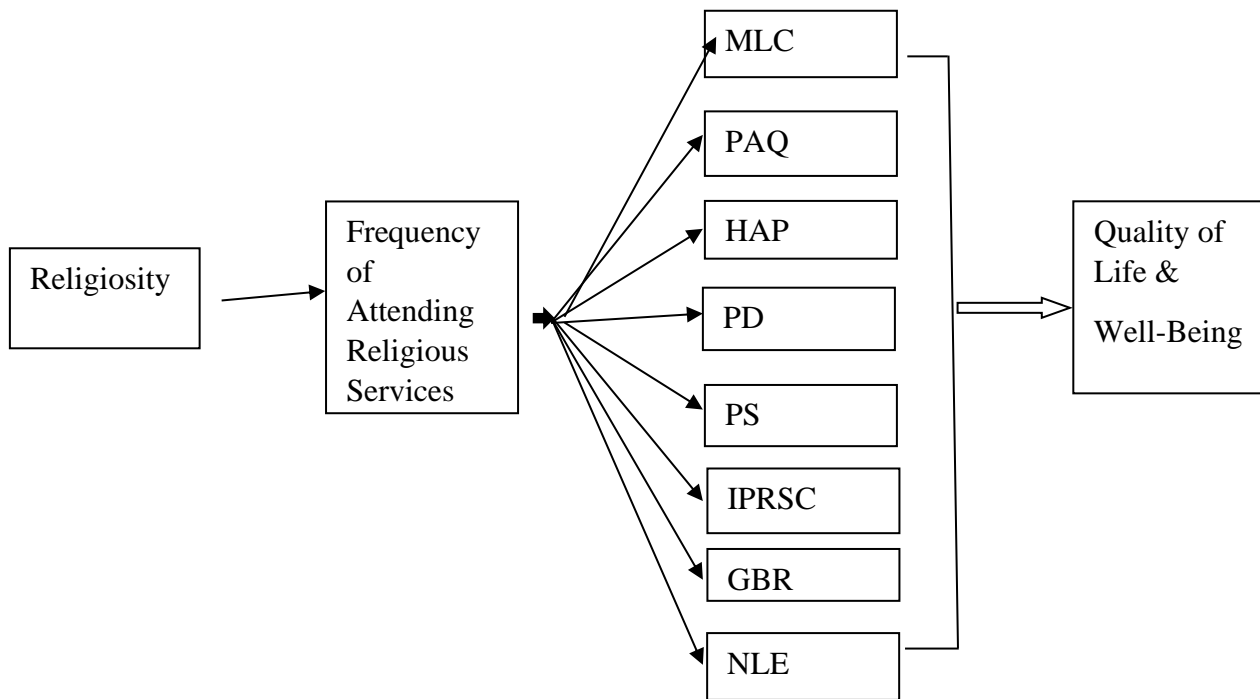 Religiosity
Frequency
of
Attending
Religious
Services
MLC
PAQ
HAP
PD
PS
IPRSC
GBR
NLE
Quality of
Life &
Well-Being